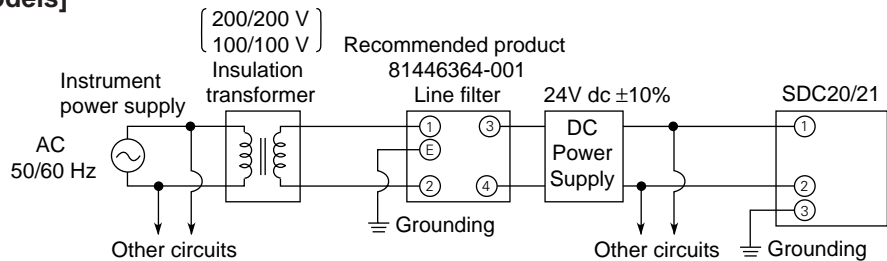 odels]
200/200 V
100/100 V
Insulation
transformer
Instrument
power supply
AC
50/60 Hz
Recommended product
81446364-001
Line filter
1
E
2
3
4
24V dc ±10%
DC
Power
Supply
SDC20/21
1
2
3
Other circuits
Grounding
Other circuits
Grounding